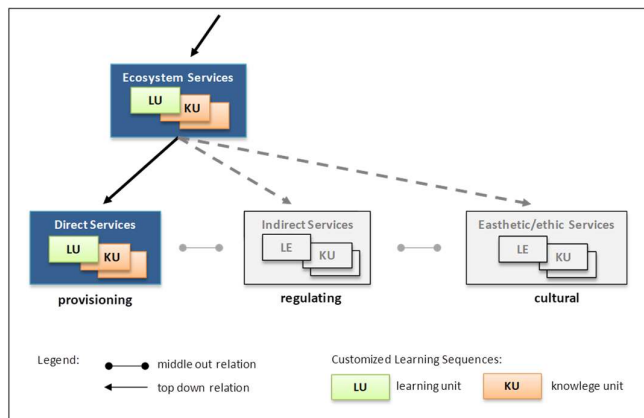 Ecosystem Services
LU
KU
Direct Services
LU
KU
provisioning
Indirect Services
LE
KU
regulating
Easthetic/ethic Services
LE
KU
cultural
Legend:
middle out relation
top down relation
Customized Learning Sequences:
LU learning unit
KU knowlege unit